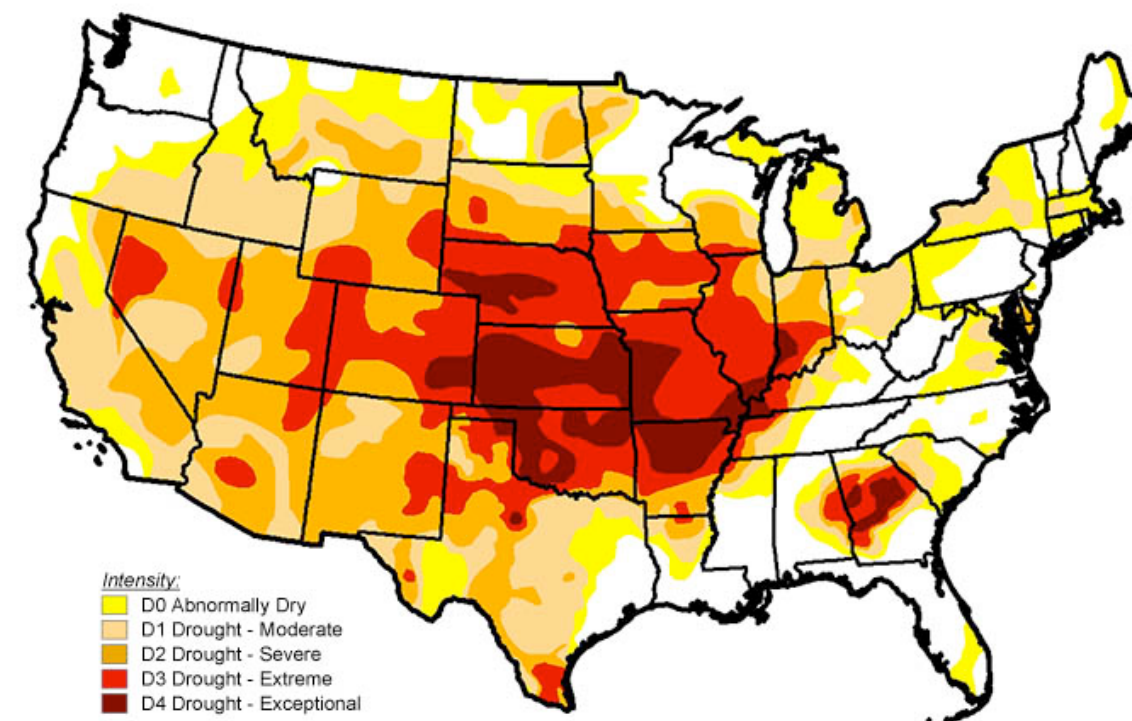 Intensity:
D0 Abnormally Dry
D1 Drought - Moderate
D2 Drought - Severe
D3 Drought - Extreme
D4 Drought - Exceptional